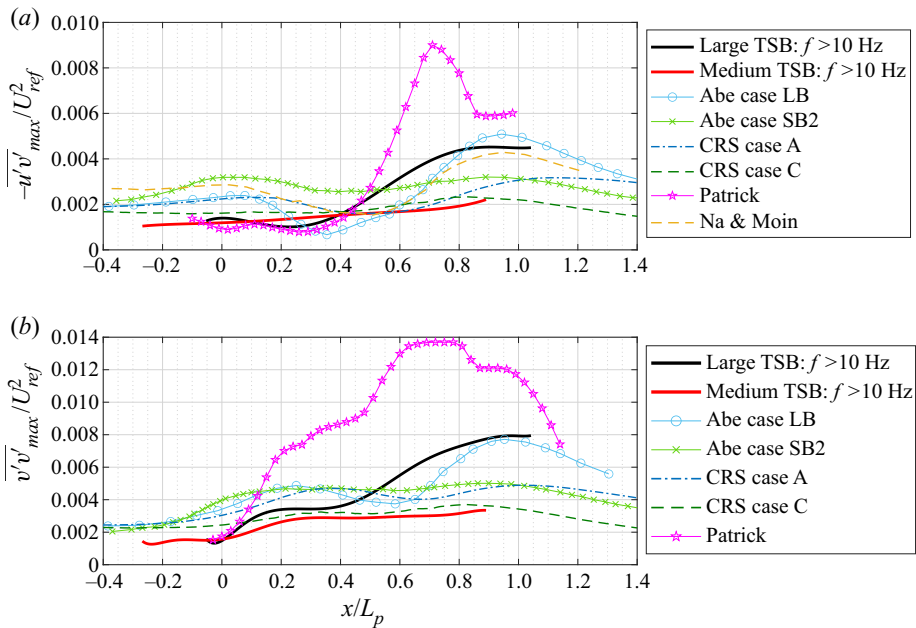 (a)
0.010
0.008
0.006
0.004
0.002
0
−u′v′max/U²ref
–0.4 –0.2 0 0.2 0.4 0.6 0.8 1.0 1.2 1.4
Large TSB: f >10 Hz
Medium TSB: f >10 Hz
Abe case LB
Abe case SB2
CRS case A
CRS case C
Patrick
Na & Moin
(b)
0.014
0.012
0.010
0.008
0.006
0.004
0.002
0
v′v′max/U²ref
–0.4 –0.2 0 0.2 0.4 0.6 0.8 1.0 1.2 1.4
x/Lp
Large TSB: f >10 Hz
Medium TSB: f >10 Hz
Abe case LB
Abe case SB2
CRS case A
CRS case C
Patrick